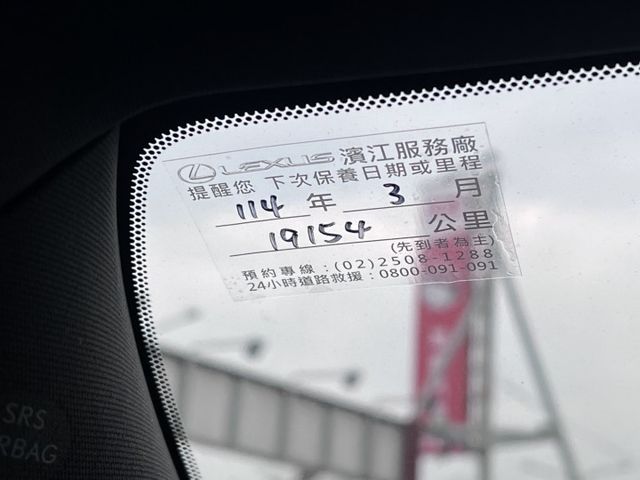 LEXUS 濱江服務廠
提醒您 下次保養日期或里程
114 年 3 月
19154 公里
(先到者為主)
預約專線：(02)2508-1288
24小時道路救援：0800-091-091
SRS
AIRBAG